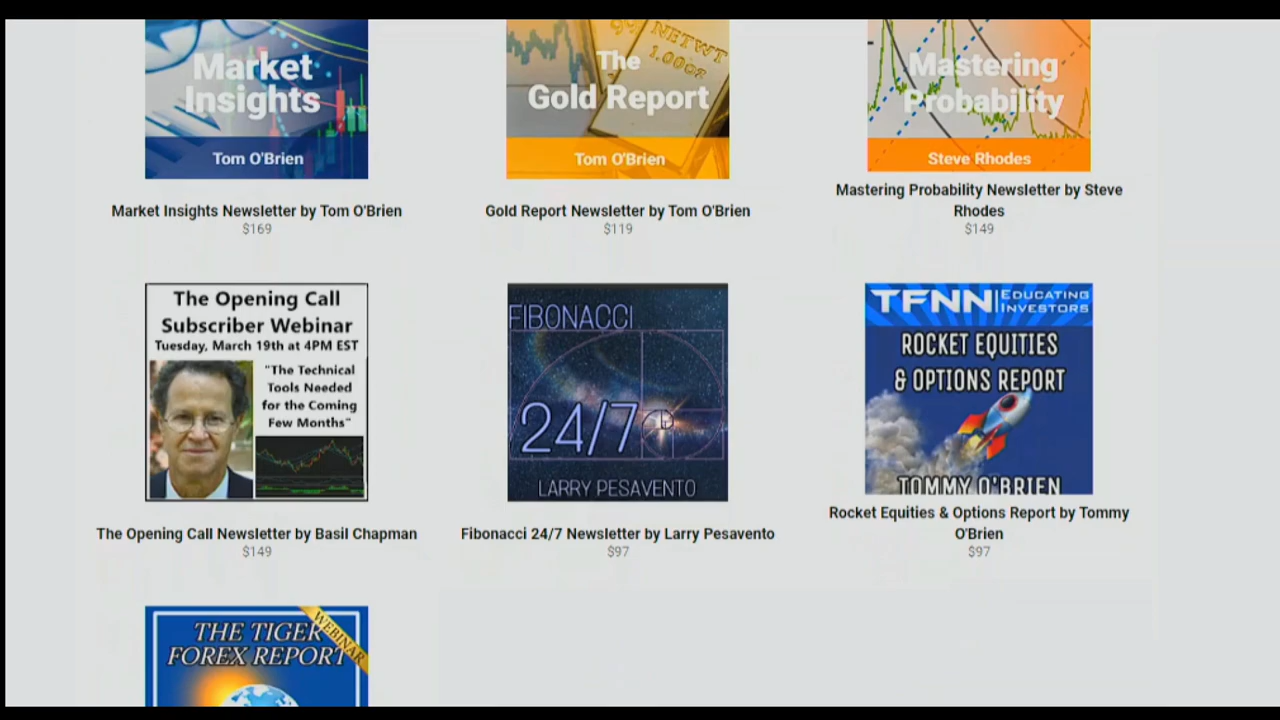 Market
Insights
Tom O'Brien
Market Insights Newsletter by Tom O'Brien
$169
NETWT
1.00oz
The
Gold Report
Tom O'Brien
Gold Report Newsletter by Tom O'Brien
$119
Mastering
Probability
Steve Rhodes
Mastering Probability Newsletter by Steve
Rhodes
$149
The Opening Call
Subscriber Webinar
Tuesday, March 19th at 4PM EST
"The Technical
Tools Needed
for the Coming
Few Months"
The Opening Call Newsletter by Basil Chapman
$149
FIBONACCI
24/7
LARRY PESAVENTO
Fibonacci 24/7 Newsletter by Larry Pesavento
$97
TFNN EDUCATING
INVESTORS
ROCKET EQUITIES
& OPTIONS REPORT
TOMMY O'BRIEN
Rocket Equities & Options Report by Tommy
O'Brien
$97
WEBINAR
THE TIGER
FOREX REPORT